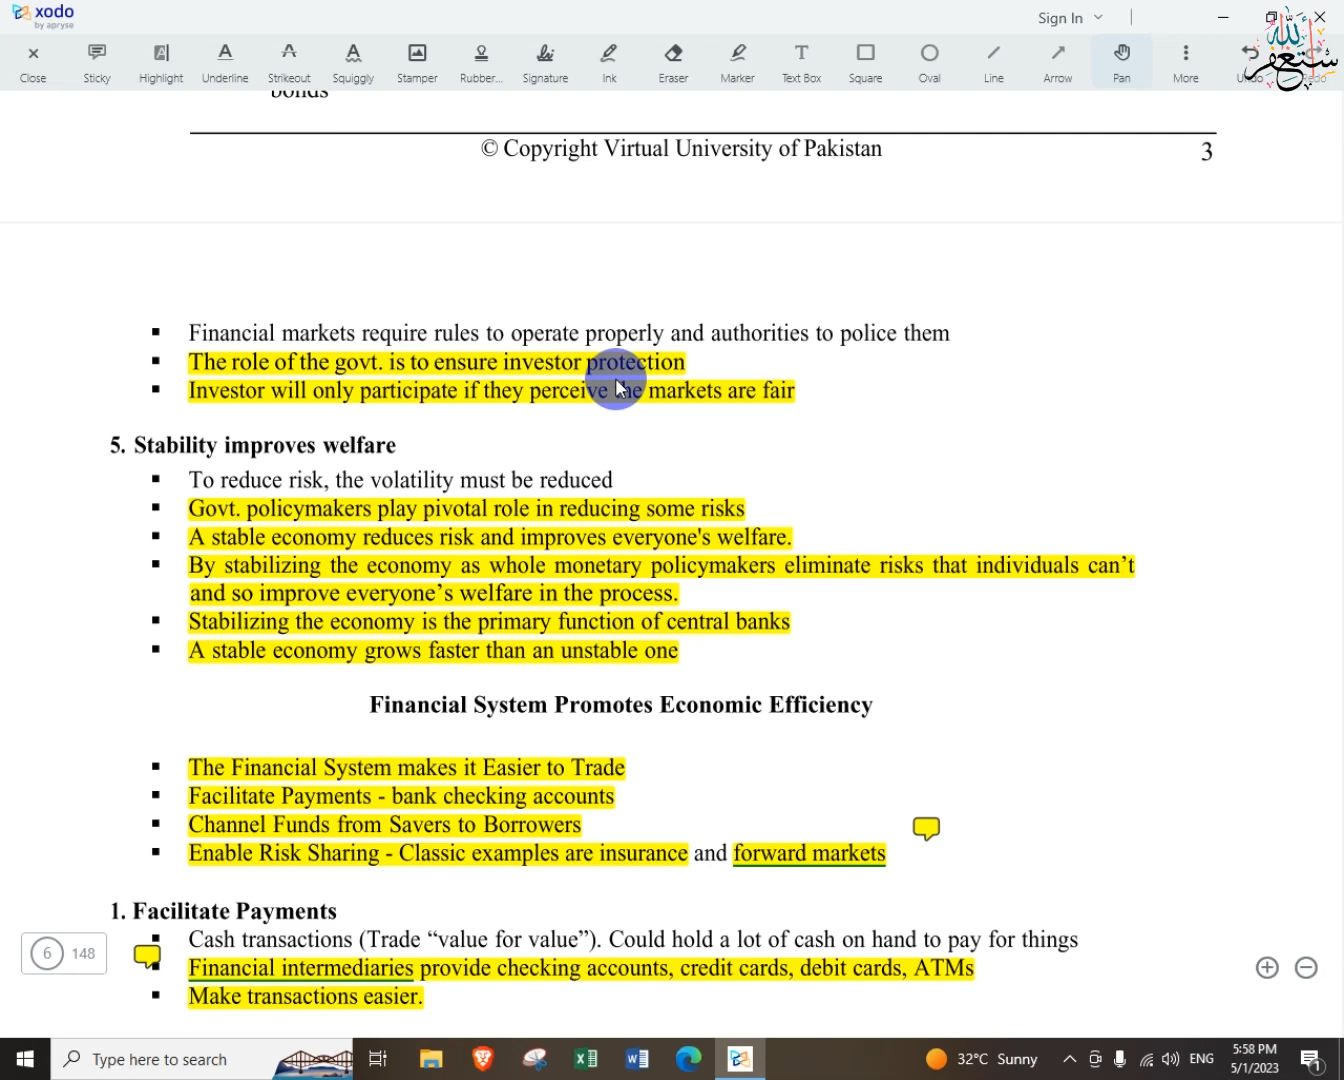 xodo
by apryse
Sign In
Close Sticky Highlight Underline Strikeout Squiggly Stamper Rubber... Signature Ink Eraser Marker Text Box Square Oval Line Arrow Pan More
bonds
© Copyright Virtual University of Pakistan 3
▪ Financial markets require rules to operate properly and authorities to police them
▪ The role of the govt. is to ensure investor protection
▪ Investor will only participate if they perceive the markets are fair
5. Stability improves welfare
▪ To reduce risk, the volatility must be reduced
▪ Govt. policymakers play pivotal role in reducing some risks
▪ A stable economy reduces risk and improves everyone's welfare.
▪ By stabilizing the economy as whole monetary policymakers eliminate risks that individuals can’t
and so improve everyone’s welfare in the process.
▪ Stabilizing the economy is the primary function of central banks
▪ A stable economy grows faster than an unstable one
Financial System Promotes Economic Efficiency
▪ The Financial System makes it Easier to Trade
▪ Facilitate Payments - bank checking accounts
▪ Channel Funds from Savers to Borrowers
▪ Enable Risk Sharing - Classic examples are insurance and forward markets
1. Facilitate Payments
▪ Cash transactions (Trade “value for value”). Could hold a lot of cash on hand to pay for things
6 148
▪ Financial intermediaries provide checking accounts, credit cards, debit cards, ATMs
▪ Make transactions easier.
Type here to search
32°C Sunny
ENG
5:58 PM
5/1/2023
1